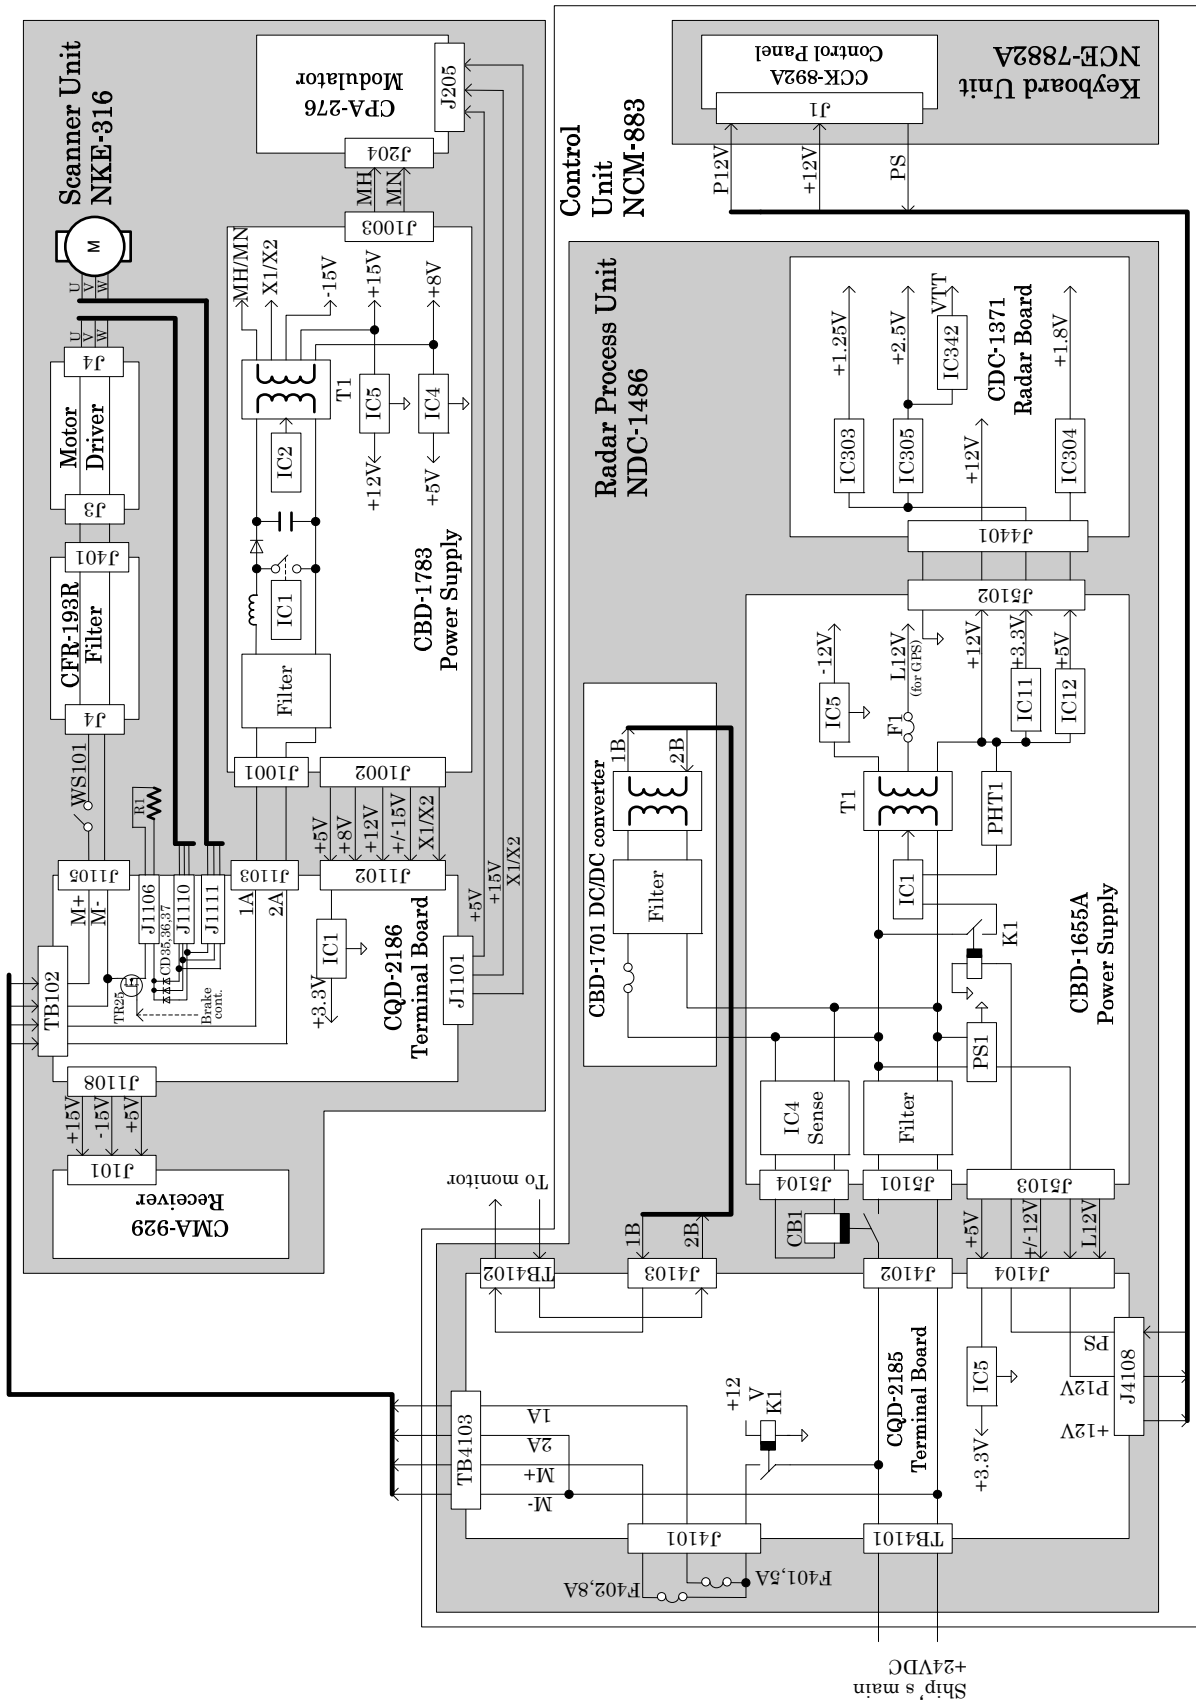 Scanner Unit
NKE-316
M
U
V
W
U
V
W
J4
Motor
Driver
J3
J401
CFR-193R
Filter
J4
WS101
R1
J1105
M+
M-
J1106
J1110
J1111
J1103
1A
2A
TB102
TR25
CD35,36,37
Brake
cont.
J1102
IC1
+3.3V
CQD-2186
Terminal Board
J1101
+5V
+15V
X1/X2
J1108
+15V
-15V
+5V
J101
CMA-929
Receiver
CPA-276
Modulator
J205
J204
MH
MN
J1003
MH/MN
X1/X2
-15V
+15V
+8V
T1
IC2
IC5
IC4
+12V
+5V
IC1
Filter
CBD-1783
Power Supply
J1001
J1002
+5V
+8V
+12V
+/-15V
X1/X2
Control
Unit
NCM-883
Keyboard Unit
NCE-7882A
CCK-892A
Control Panel
J1
P12V
+12V
PS
Radar Process Unit
NDC-1486
CDC-1371
Radar Board
+1.25V
+2.5V
VTT
+1.8V
IC342
IC303
IC305
+12V
IC304
J4401
J5102
-12V
L12V
(for GPS)
+12V
+3.3V
+5V
IC5
F1
IC11
IC12
T1
PHT1
IC1
K1
PS1
CBD-1655A
Power Supply
CBD-1701 DC/DC converter
1B
2B
Filter
IC4
Sense
Filter
J5104
J5101
J5103
CB1
+5V
+/-12V
L12V
To monitor
1B
2B
TB4102
J4103
J4102
J4104
PS
P12V
+12V
J4108
IC5
+3.3V
CQD-2185
Terminal Board
+12
V
K1
TB4103
1A
2A
M+
M-
J4101
TB4101
F402,8A
F401,5A
Ship's main
+24VDC